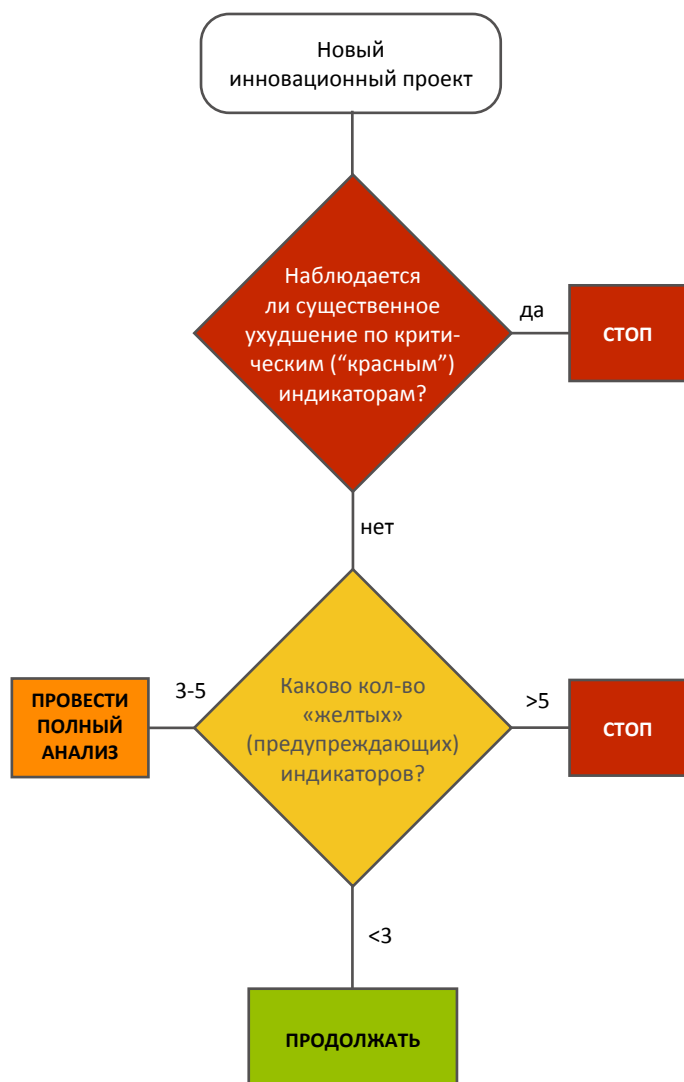 Новый
инновационный проект
Наблюдается
ли существенное
ухудшение по крити-
ческим (“красным”)
индикаторам?
да
СТОП
нет
ПРОВЕСТИ
ПОЛНЫЙ
АНАЛИЗ
3-5
Каково кол-во
«желтых»
(предупреждающих)
индикаторов?
>5
СТОП
<3
ПРОДОЛЖАТЬ